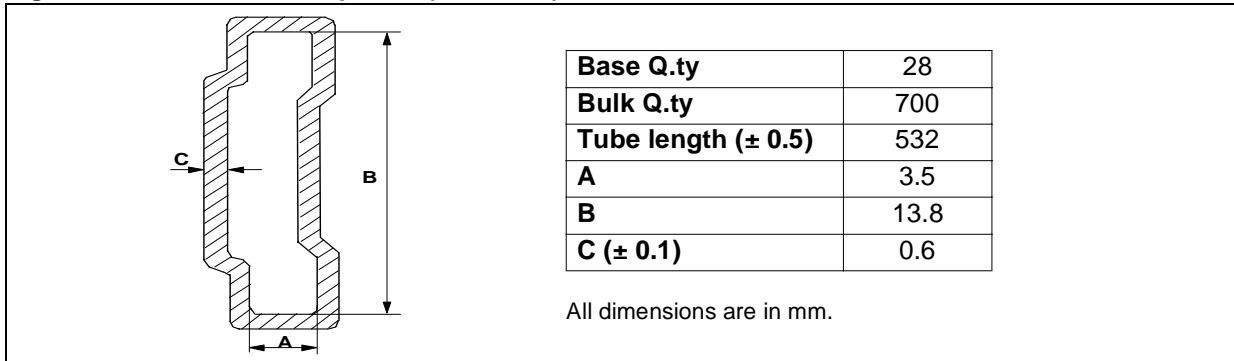 C
B
A
Base Q.ty 28
Bulk Q.ty 700
Tube length (± 0.5) 532
A 3.5
B 13.8
C (± 0.1) 0.6
All dimensions are in mm.